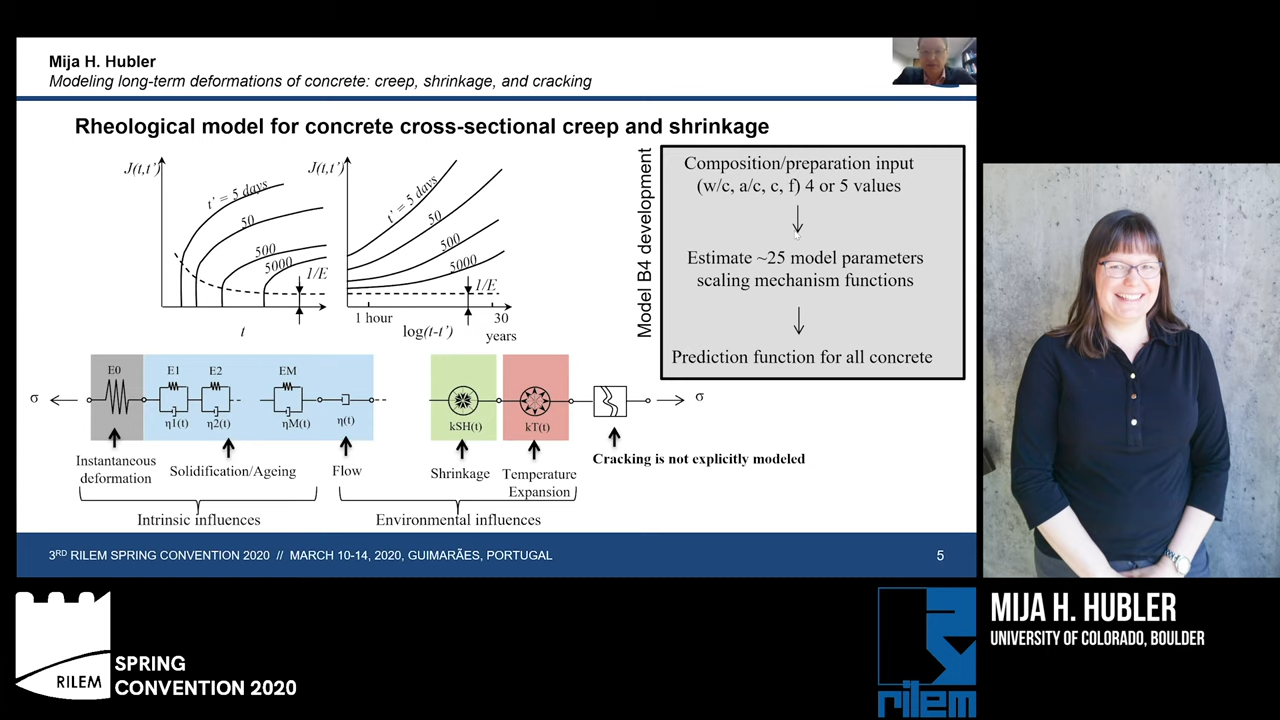 Mija H. Hubler
Modeling long-term deformations of concrete: creep, shrinkage, and cracking
Rheological model for concrete cross-sectional creep and shrinkage
J(t,t')
t' = 5 days
50
500
5000
1/E
t
J(t,t')
t' = 5 days
50
500
5000
1/E
1 hour
log(t-t')
30
years
Model B4 development
Composition/preparation input
(w/c, a/c, c, f) 4 or 5 values
Estimate ~25 model parameters
scaling mechanism functions
Prediction function for all concrete
σ
E0
E1
E2
EM
η1(t)
η2(t)
ηM(t)
η(t)
kSH(t)
kT(t)
σ
Instantaneous
deformation
Solidification/Ageing
Flow
Shrinkage
Temperature
Expansion
Cracking is not explicitly modeled
Intrinsic influences
Environmental influences
3RD RILEM SPRING CONVENTION 2020 // MARCH 10-14, 2020, GUIMARÃES, PORTUGAL
5
RILEM
SPRING
CONVENTION 2020
rilem
MIJA H. HUBLER
UNIVERSITY OF COLORADO, BOULDER